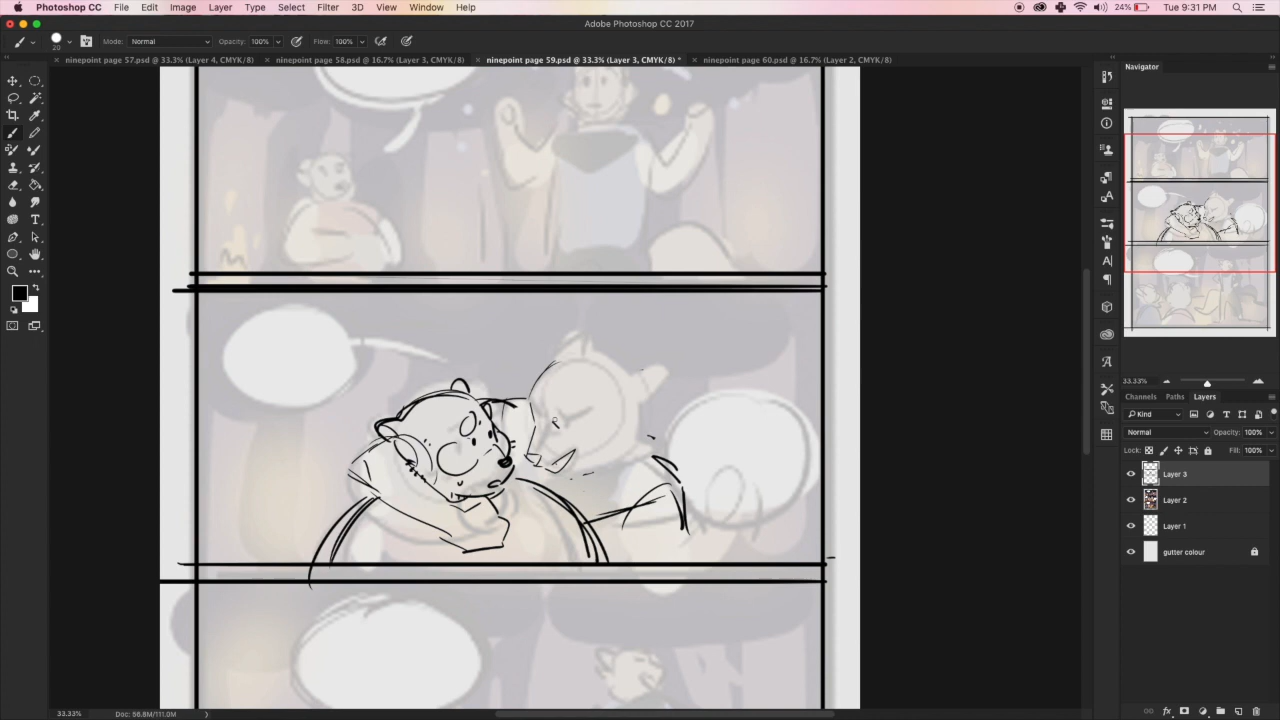 Photoshop CC File Edit Image Layer Type Select Filter 3D View Window Help 24% Tue 9:31 PM
Adobe Photoshop CC 2017
20 Mode: Normal Opacity: 100% Flow: 100%
× ninepoint page 57.psd @ 33.3% (Layer 4, CMYK/8) × ninepoint page 58.psd @ 16.7% (Layer 3, CMYK/8) × ninepoint page 59.psd @ 33.3% (Layer 3, CMYK/8) * × ninepoint page 60.psd @ 16.7% (Layer 2, CMYK/8)
Navigator
33.33%
Channels Paths Layers
Kind
Normal Opacity: 100%
Lock: Fill: 100%
Layer 3
Layer 2
Layer 1
gutter colour
33.33% Doc: 56.8M/111.0M